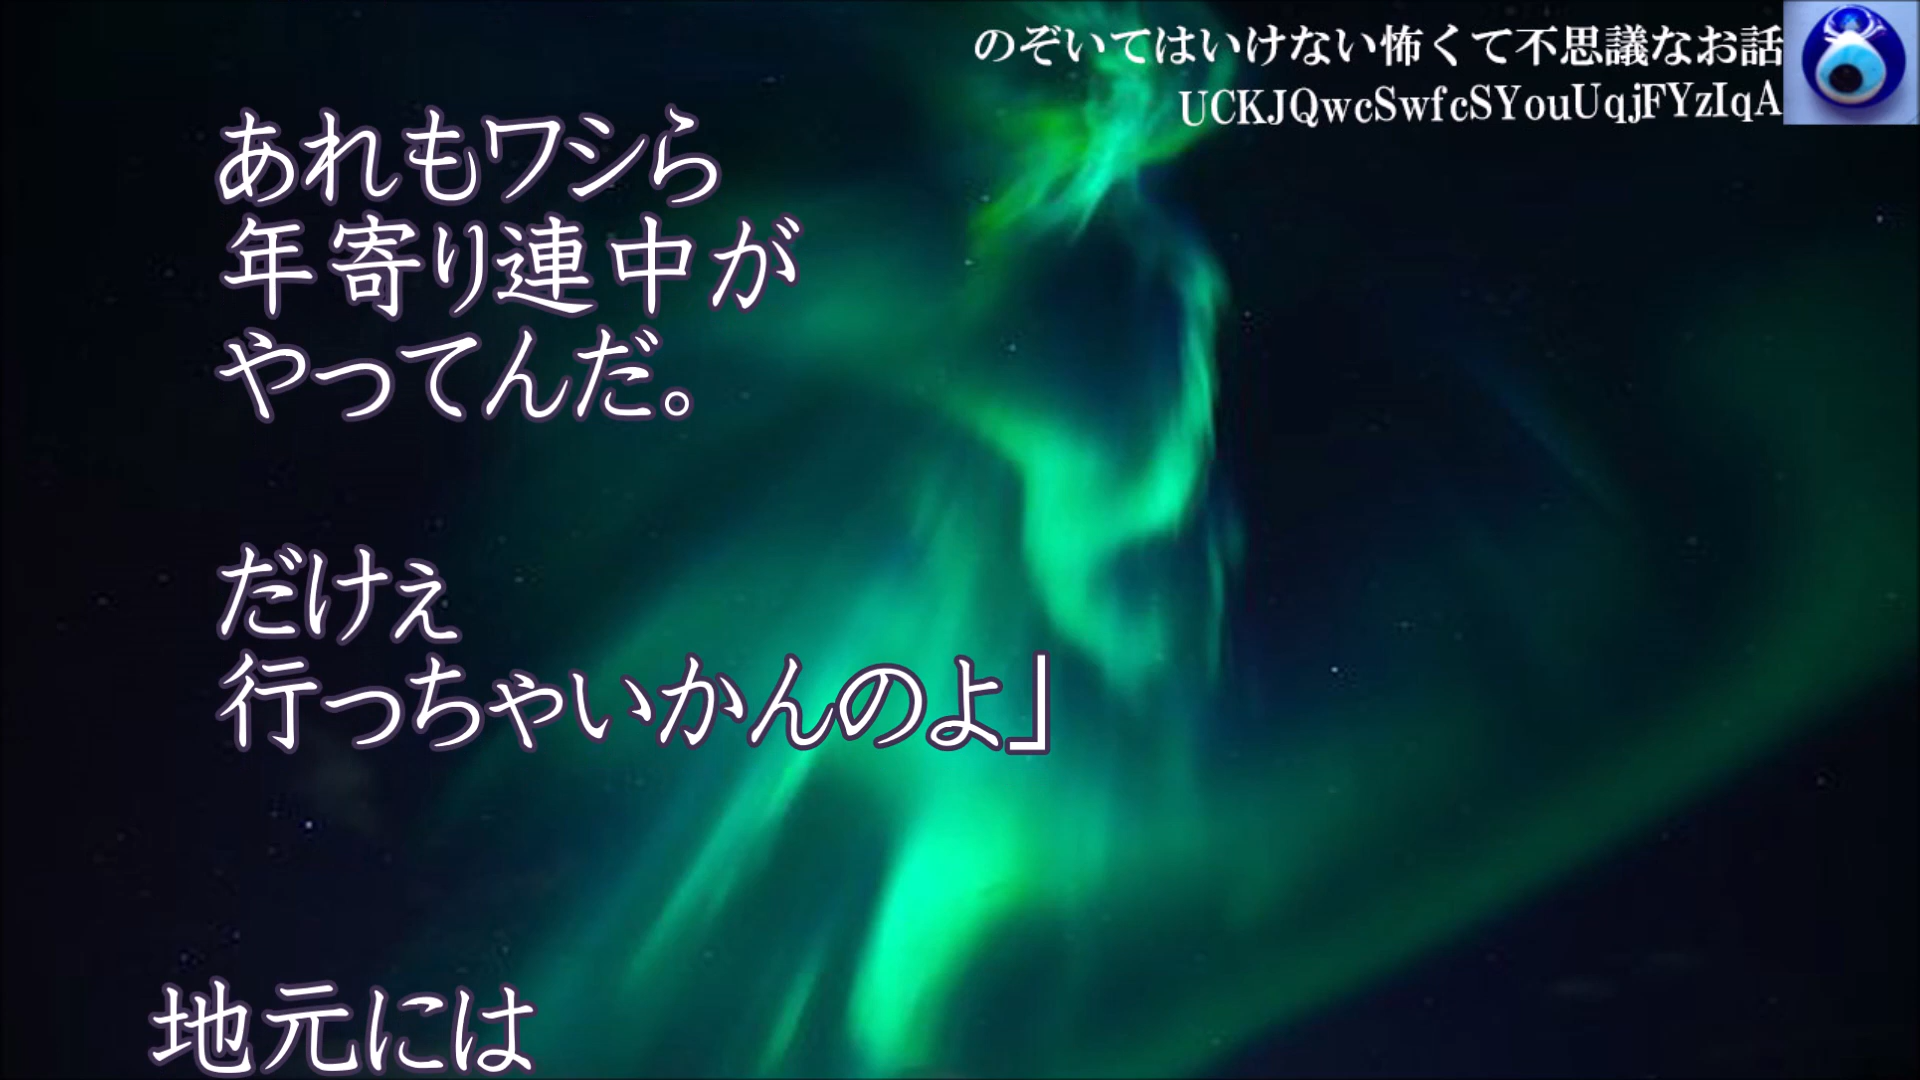 のぞいてはいけない怖くて不思議なお話
UCKJQwcSwfcSYouUqjFYzIqA
あれもワシら
年寄り連中が
やってんだ。
だけぇ
行っちゃいかんのよ」
地元には